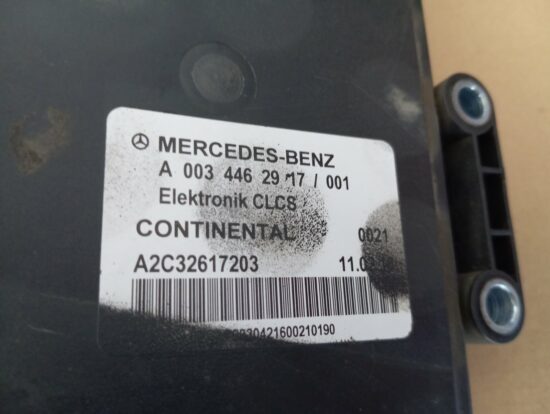 MERCEDES-BENZ
A 003 446 29 17 / 001
Elektronik CLCS
CONTINENTAL 0021
A2C32617203